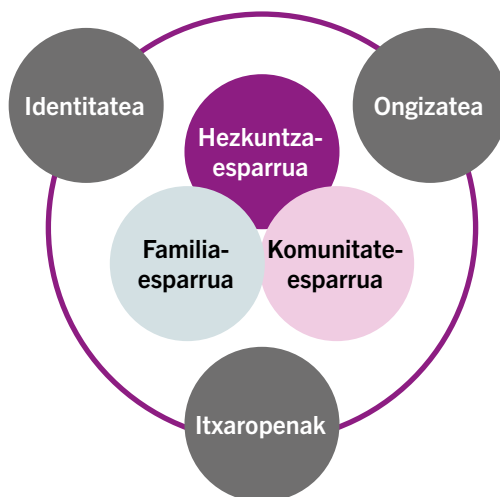 Identitatea
Ongizatea
Hezkuntza-
esparrua
Familia-
esparrua
Komunitate-
esparrua
Itxaropenak